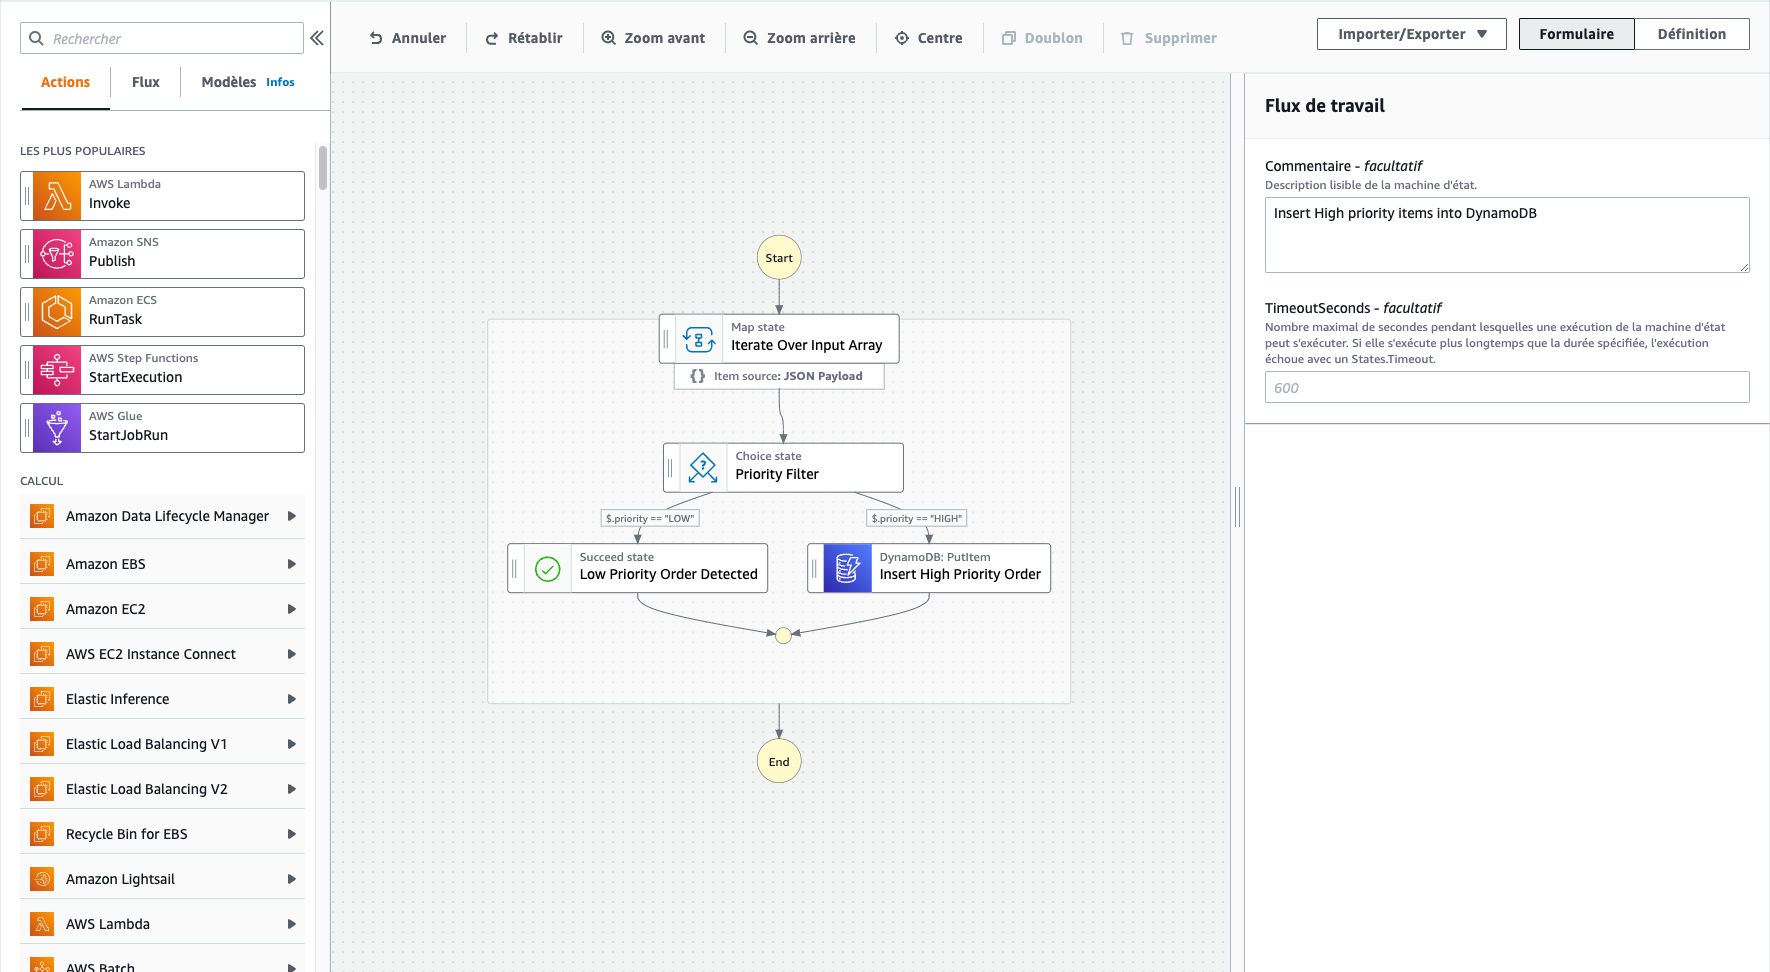 Rechercher
Actions
Flux
Modèles
Infos
LES PLUS POPULAIRES
AWS Lambda
Invoke
Amazon SNS
Publish
Amazon ECS
RunTask
AWS Step Functions
StartExecution
AWS Glue
StartJobRun
CALCUL
Amazon Data Lifecycle Manager
Amazon EBS
Amazon EC2
AWS EC2 Instance Connect
Elastic Inference
Elastic Load Balancing V1
Elastic Load Balancing V2
Recycle Bin for EBS
Amazon Lightsail
AWS Lambda
AWS Batch
Annuler
Rétablir
Zoom avant
Zoom arrière
Centre
Doublon
Supprimer
Importer/Exporter
Formulaire
Définition
Start
Map state
Iterate Over Input Array
{} Item source: JSON Payload
Choice state
Priority Filter
$.priority == "LOW"
$.priority == "HIGH"
Succeed state
Low Priority Order Detected
DynamoDB: PutItem
Insert High Priority Order
End
Flux de travail
Commentaire - facultatif
Description lisible de la machine d'état.
Insert High priority items into DynamoDB
TimeoutSeconds - facultatif
Nombre maximal de secondes pendant lesquelles une exécution de la machine d'état
peut s'exécuter. Si elle s'exécute plus longtemps que la durée spécifiée, l'exécution
échoue avec un States.Timeout.
600